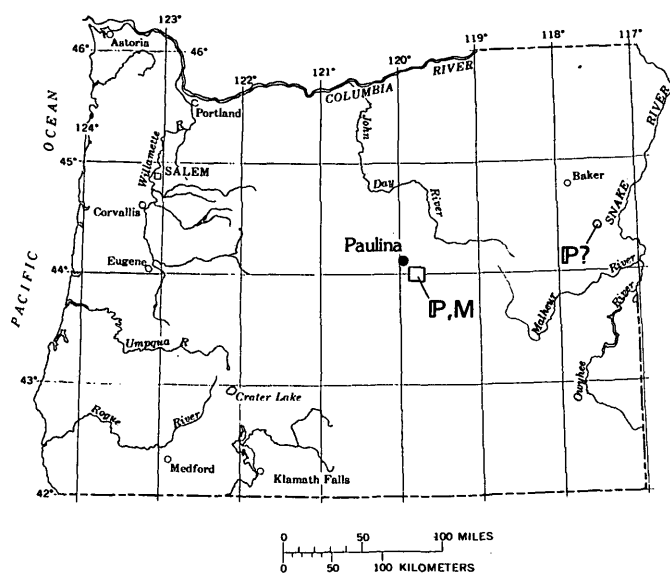 123°
Astoria
46°
46°
122°
121°
120°
119°
118°
117°
COLUMBIA
RIVER
RIVER
OCEAN
124°
Portland
R
John
45°
Willamette
SALEM
Day
River
Baker
SNAKE
Corvallis
Paulina
P?
Eugene
44°
River
PACIFIC
P,M
Malheur
River
Umpqua R
Owyhee
43°
Crater Lake
Rogue
River
Medford
Klamath Falls
42°
0 50 100 MILES
0 50 100 KILOMETERS